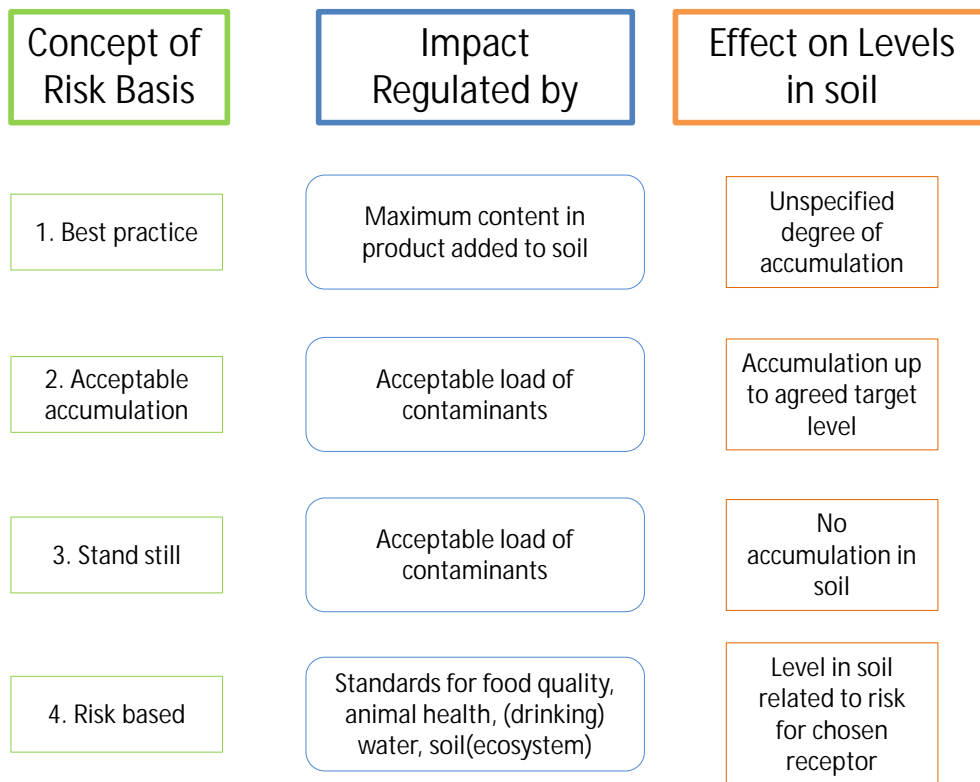 Concept of
Risk Basis
Impact
Regulated by
Effect on Levels
in soil
1. Best practice
Maximum content in
product added to soil
Unspecified
degree of
accumulation
2. Acceptable
accumulation
Acceptable load of
contaminants
Accumulation up
to agreed target
level
3. Stand still
Acceptable load of
contaminants
No
accumulation in
soil
4. Risk based
Standards for food quality,
animal health, (drinking)
water, soil(ecosystem)
Level in soil
related to risk
for chosen
receptor